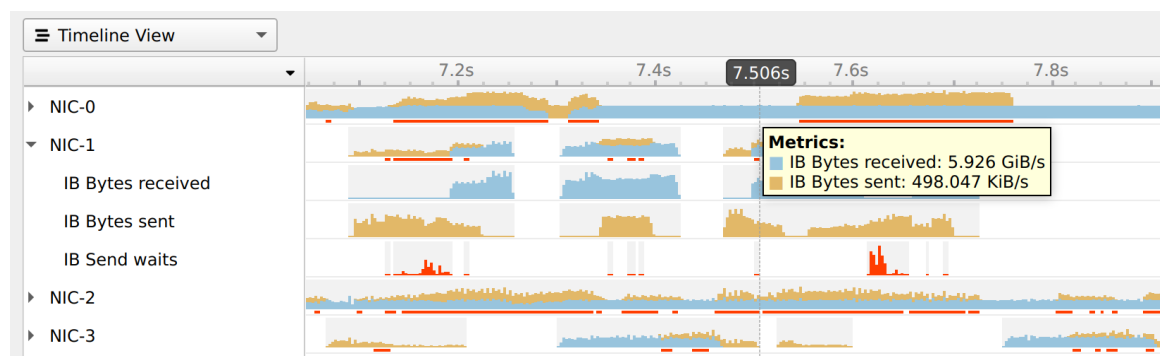 Timeline View
7.2s 7.4s 7.506s 7.6s 7.8s
NIC-0
NIC-1
Metrics:
IB Bytes received: 5.926 GiB/s
IB Bytes sent: 498.047 KiB/s
IB Bytes received
IB Bytes sent
IB Send waits
NIC-2
NIC-3